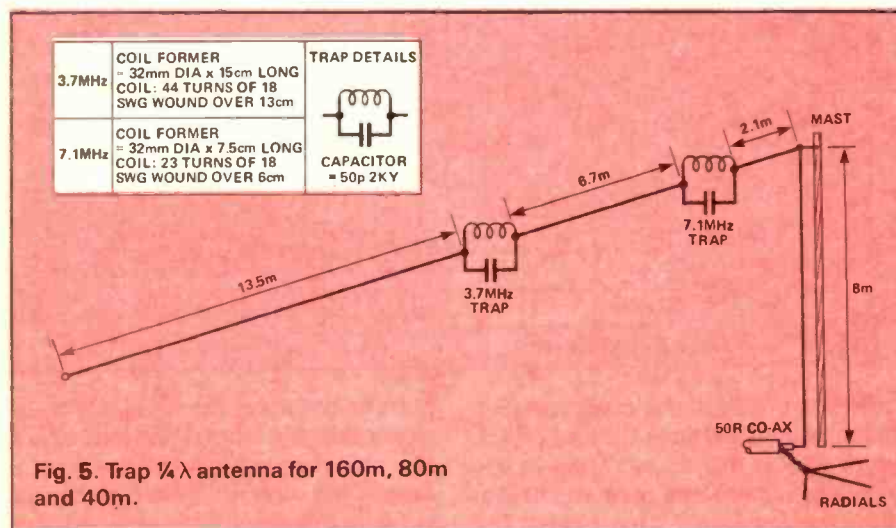 3.7MHz
COIL FORMER
= 32mm DIA x 15cm LONG
COIL: 44 TURNS OF 18
SWG WOUND OVER 13cm
7.1MHz
COIL FORMER
= 32mm DIA x 7.5cm LONG
COIL: 23 TURNS OF 18
SWG WOUND OVER 6cm
TRAP DETAILS
CAPACITOR
= 50p 2KY
2.1m
MAST
6.7m
7.1MHz
TRAP
13.5m
3.7MHz
TRAP
8m
50R CO-AX
RADIALS
Fig. 5. Trap ¼ λ antenna for 160m, 80m
and 40m.